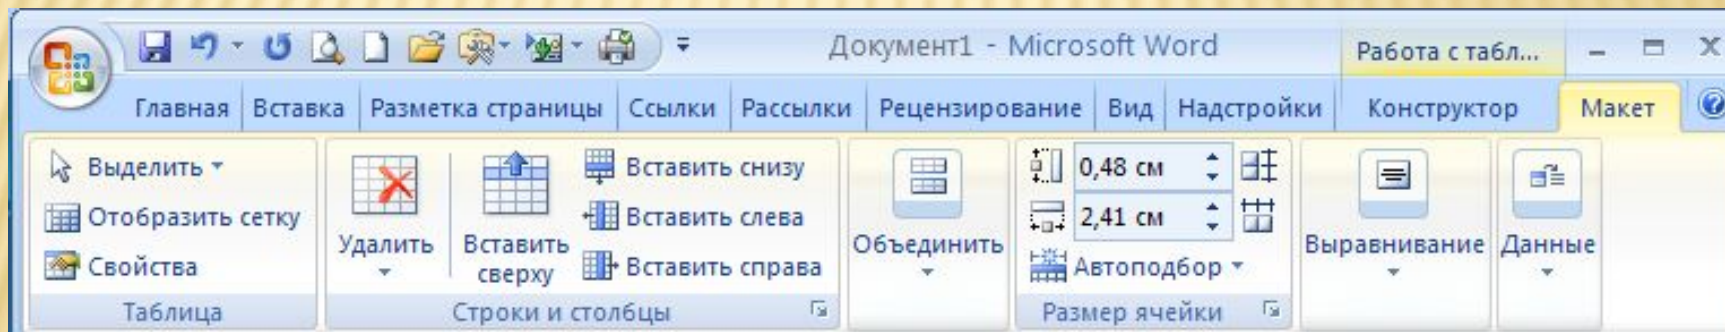 Документ1 - Microsoft Word
Работа с табл...
Главная Вставка Разметка страницы Ссылки Рассылки Рецензирование Вид Надстройки Конструктор Макет
Выделить
Отобразить сетку
Свойства
Таблица
Удалить
Вставить сверху
Вставить снизу
Вставить слева
Вставить справа
Строки и столбцы
Объединить
0,48 см
2,41 см
Автоподбор
Размер ячейки
Выравнивание
Данные